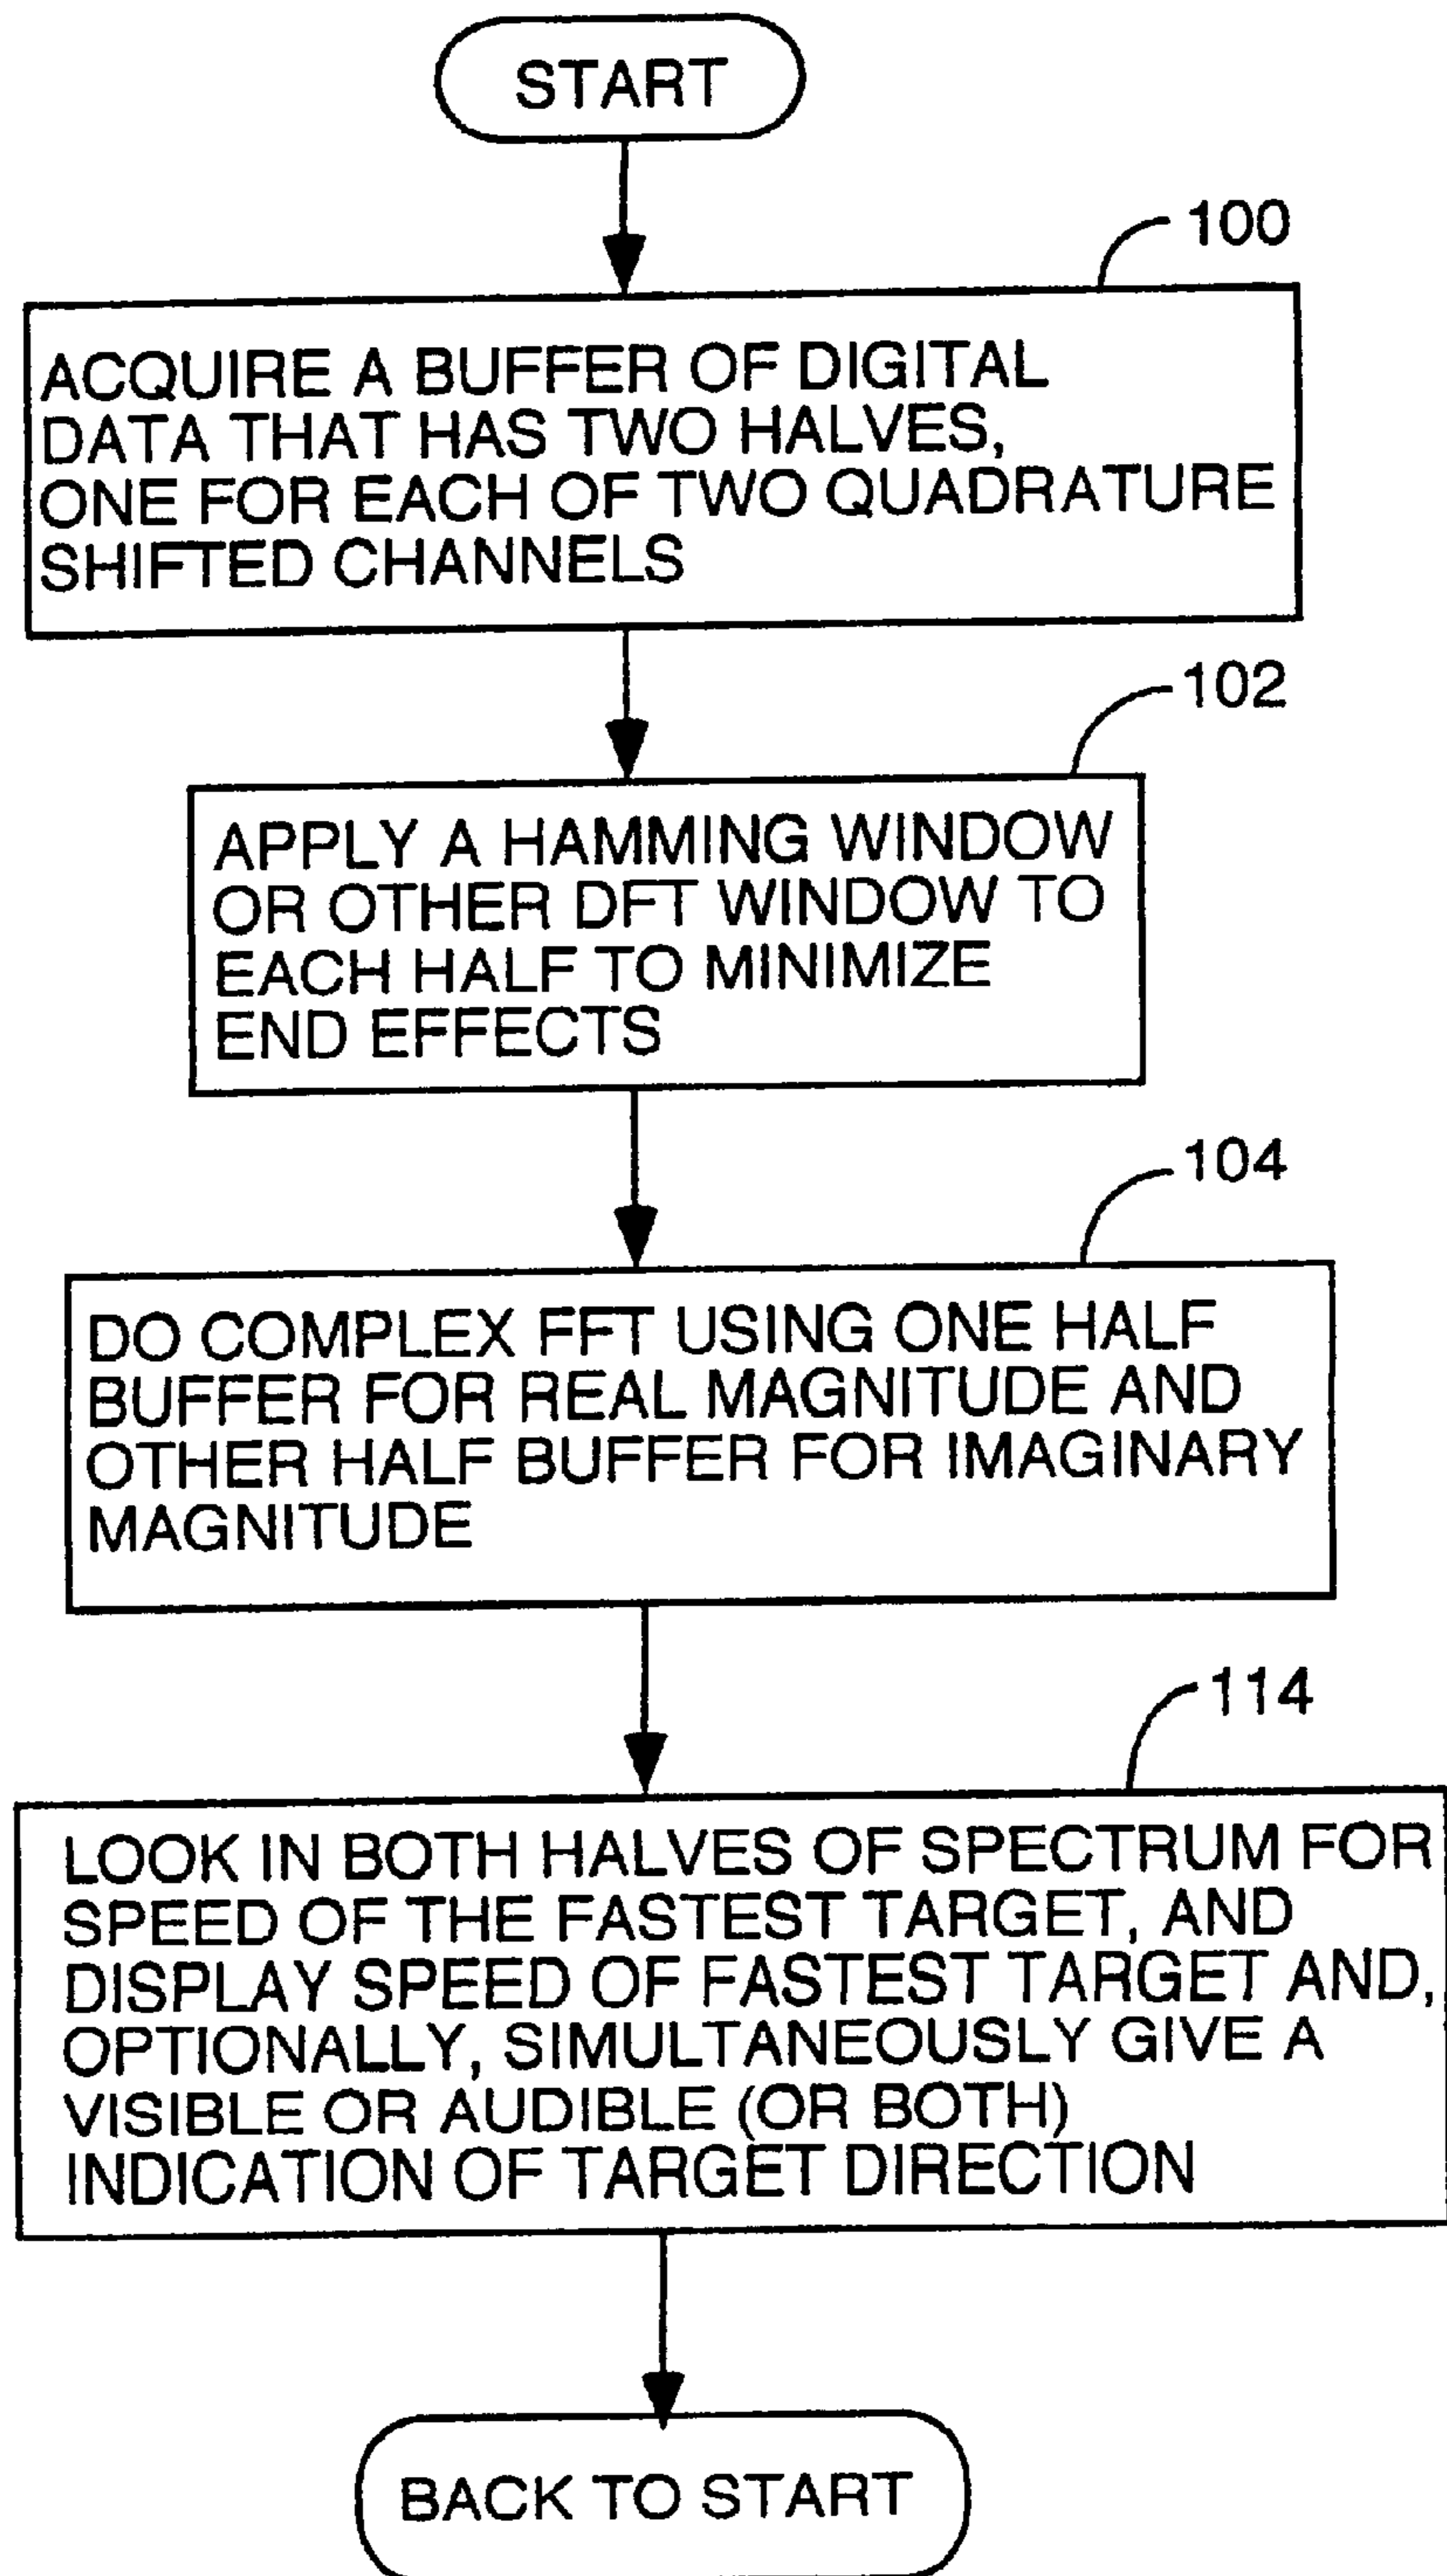 START
100
ACQUIRE A BUFFER OF DIGITAL
DATA THAT HAS TWO HALVES,
ONE FOR EACH OF TWO QUADRATURE
SHIFTED CHANNELS
102
APPLY A HAMMING WINDOW
OR OTHER DFT WINDOW TO
EACH HALF TO MINIMIZE
END EFFECTS
104
DO COMPLEX FFT USING ONE HALF
BUFFER FOR REAL MAGNITUDE AND
OTHER HALF BUFFER FOR IMAGINARY
MAGNITUDE
114
LOOK IN BOTH HALVES OF SPECTRUM FOR
SPEED OF THE FASTEST TARGET, AND
DISPLAY SPEED OF FASTEST TARGET AND,
OPTIONALLY, SIMULTANEOUSLY GIVE A
VISIBLE OR AUDIBLE (OR BOTH)
INDICATION OF TARGET DIRECTION
BACK TO START